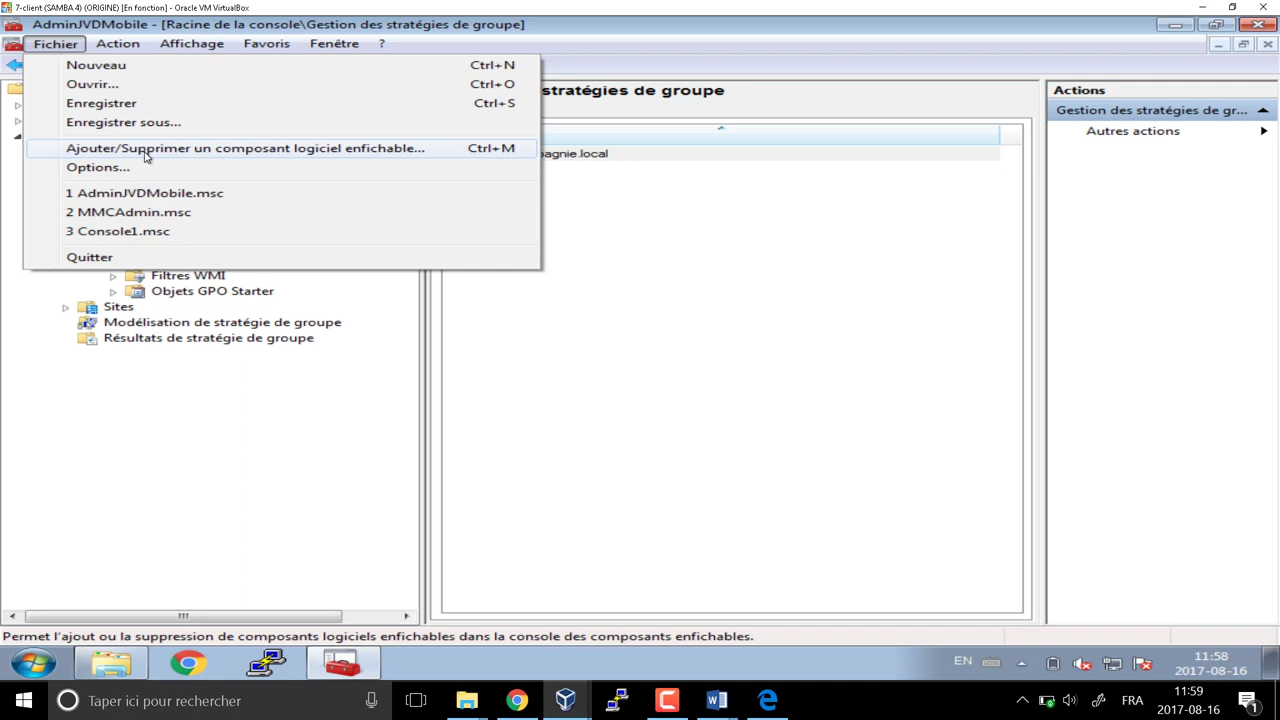 7-client (SAMBA 4) (ORIGINE) [En fonction] - Oracle VM VirtualBox
AdminJVDMobile - [Racine de la console\Gestion des stratégies de groupe]
Fichier Action Affichage Favoris Fenêtre ?
Nouveau Ctrl+N
Ouvrir... Ctrl+O
Enregistrer Ctrl+S
Enregistrer sous...
Ajouter/Supprimer un composant logiciel enfichable... Ctrl+M
Options...
1 AdminJVDMobile.msc
2 MMCAdmin.msc
3 Console1.msc
Quitter
Filtres WMI
Objets GPO Starter
Sites
Modélisation de stratégie de groupe
Résultats de stratégie de groupe
stratégies de groupe
pagnie.local
Actions
Gestion des stratégies de gr...
Autres actions
Permet l'ajout ou la suppression de composants logiciels enfichables dans la console des composants enfichables.
EN
11:58
2017-08-16
Taper ici pour rechercher
FRA
11:59
2017-08-16
1